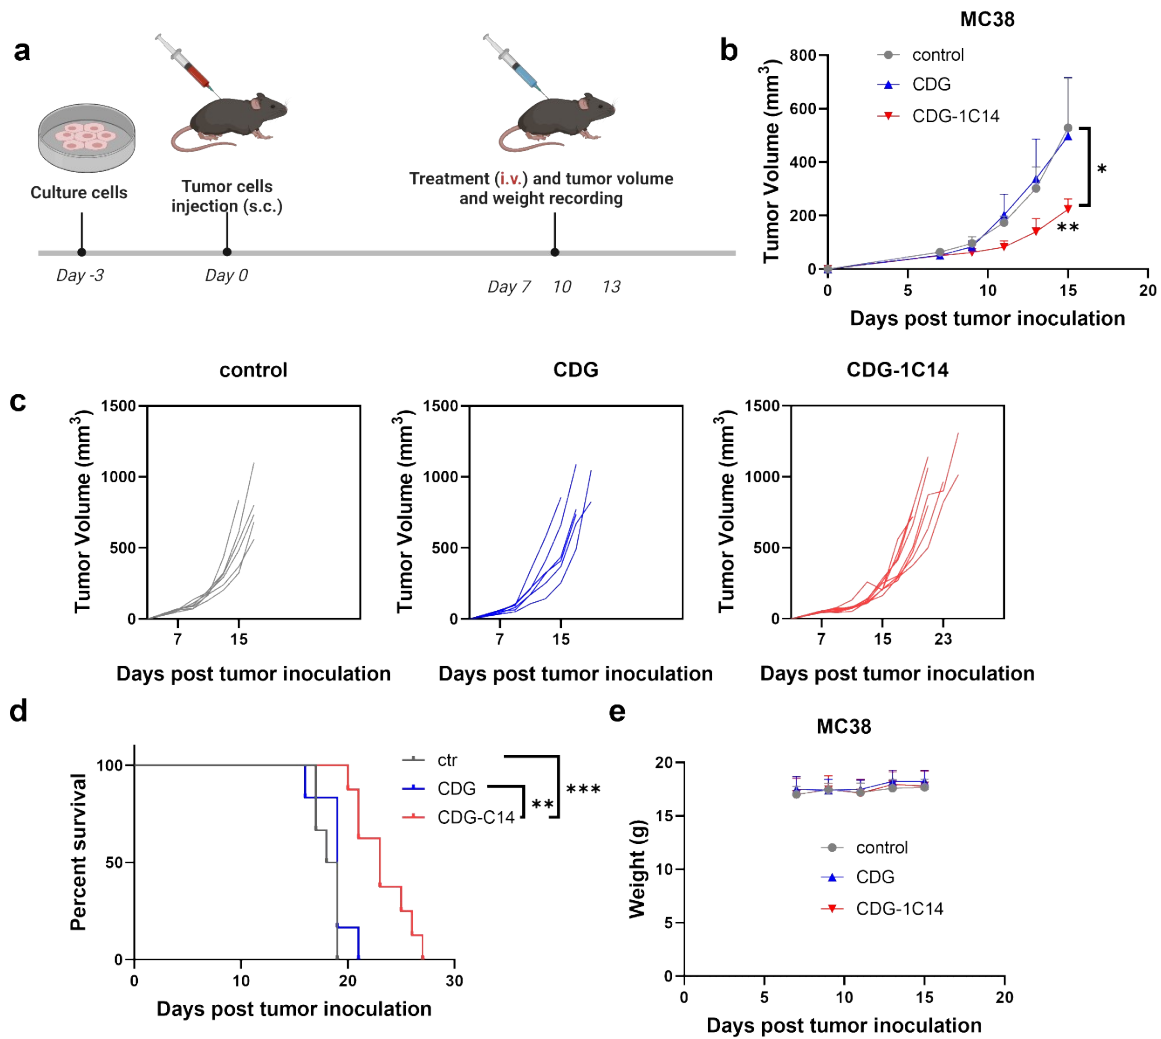 a
Culture cells
Tumor cells
injection (s.c.)
Treatment (i.v.) and tumor volume
and weight recording
Day -3
Day 0
Day 7
10
13
b
MC38
control
CDG
CDG-1C14
Tumor Volume (mm³)
800
600
400
200
0
*
**
0
5
10
15
20
Days post tumor inoculation
c
control
Tumor Volume (mm³)
1500
1000
500
0
7
15
Days post tumor inoculation
CDG
Tumor Volume (mm³)
1500
1000
500
0
7
15
Days post tumor inoculation
CDG-1C14
Tumor Volume (mm³)
1500
1000
500
0
7
15
23
Days post tumor inoculation
d
Percent survival
100
50
0
ctr
CDG
CDG-C14
**
***
0
10
20
30
Days post tumor inoculation
e
MC38
Weight (g)
20
15
10
5
0
control
CDG
CDG-1C14
0
5
10
15
20
Days post tumor inoculation